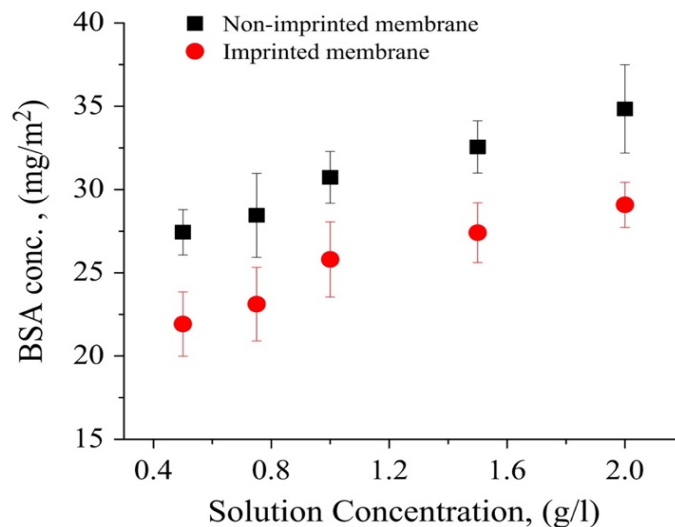 Non-imprinted membrane
Imprinted membrane
40
35
30
25
20
15
BSA conc. , (mg/m²)
0.4 0.8 1.2 1.6 2.0
Solution Concentration, (g/l)